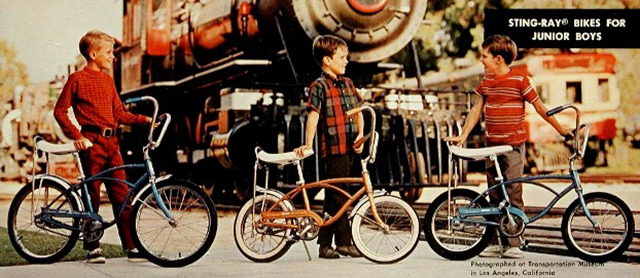 STING-RAY® BIKES FOR
JUNIOR BOYS
Photographed at Transportation Museum
in Los Angeles, California